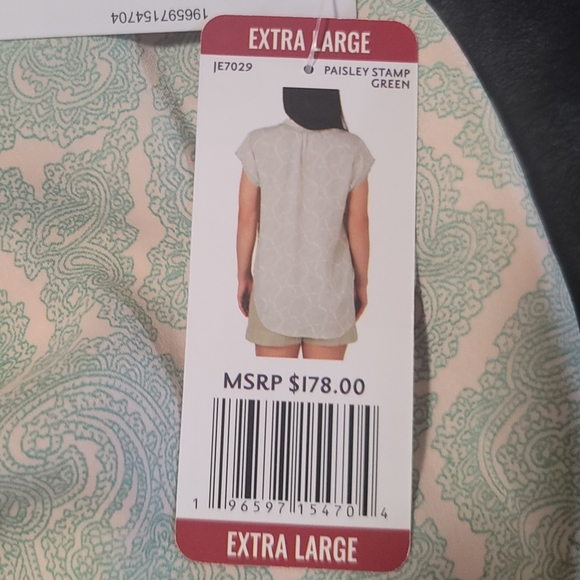 196597154704
EXTRA LARGE
JE7029 PAISLEY STAMP
GREEN
MSRP $178.00
1 96597 15470 4
EXTRA LARGE